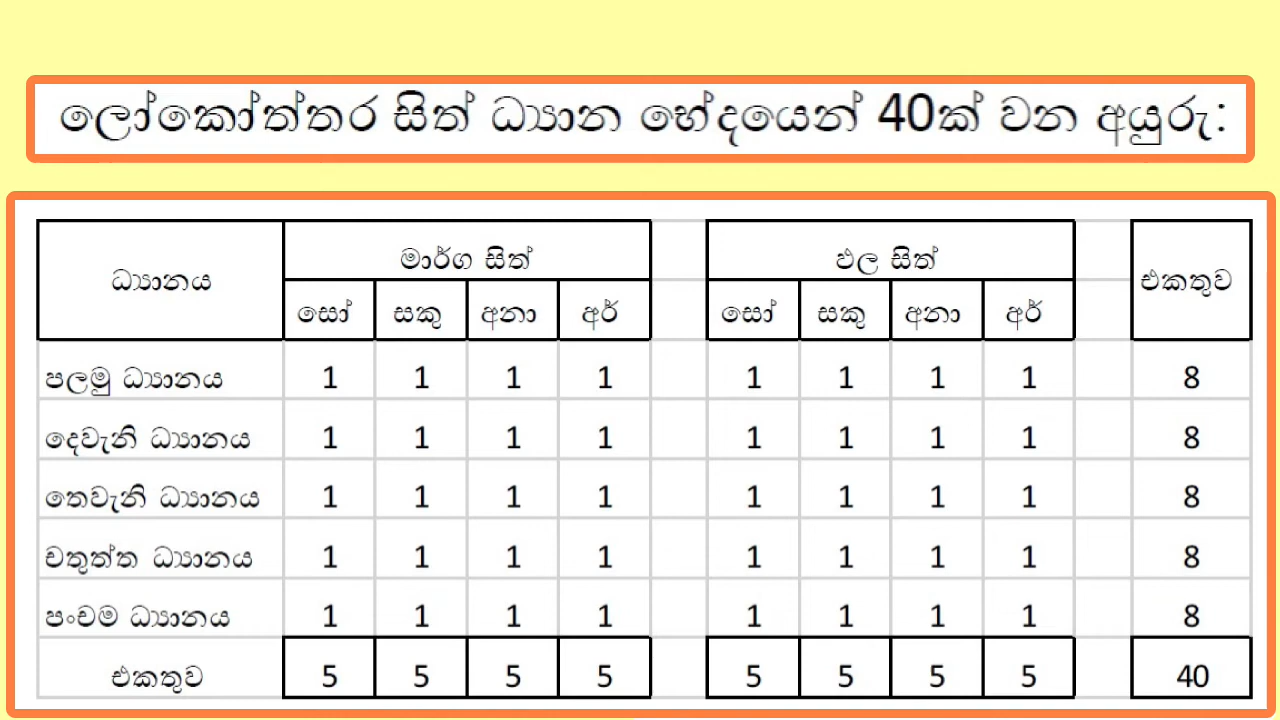 ලෝකෝත්තර සිත් ධ්‍යාන භේදයෙන් 40ක් වන අයුරු:
ධ්‍යානය මාර්ග සිත් ඵල සිත් එකතුව
සෝ සකෘ අනා අර් සෝ සකෘ අනා අර්
පලමු ධ්‍යානය 1 1 1 1 1 1 1 1 8
දෙවැනි ධ්‍යානය 1 1 1 1 1 1 1 1 8
තෙවැනි ධ්‍යානය 1 1 1 1 1 1 1 1 8
චතුත්ත ධ්‍යානය 1 1 1 1 1 1 1 1 8
පංචම ධ්‍යානය 1 1 1 1 1 1 1 1 8
එකතුව 5 5 5 5 5 5 5 5 40